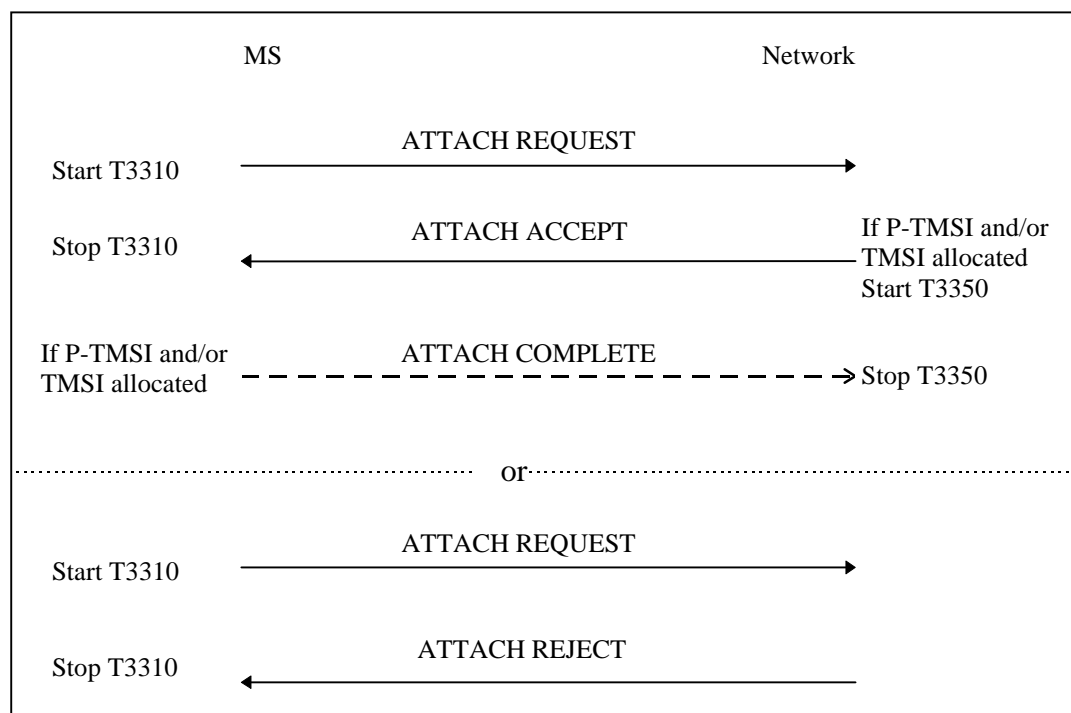 MS Network
ATTACH REQUEST
Start T3310
ATTACH ACCEPT
Stop T3310
If P-TMSI and/or
TMSI allocated
Start T3350
If P-TMSI and/or
TMSI allocated
ATTACH COMPLETE
Stop T3350
or
ATTACH REQUEST
Start T3310
ATTACH REJECT
Stop T3310